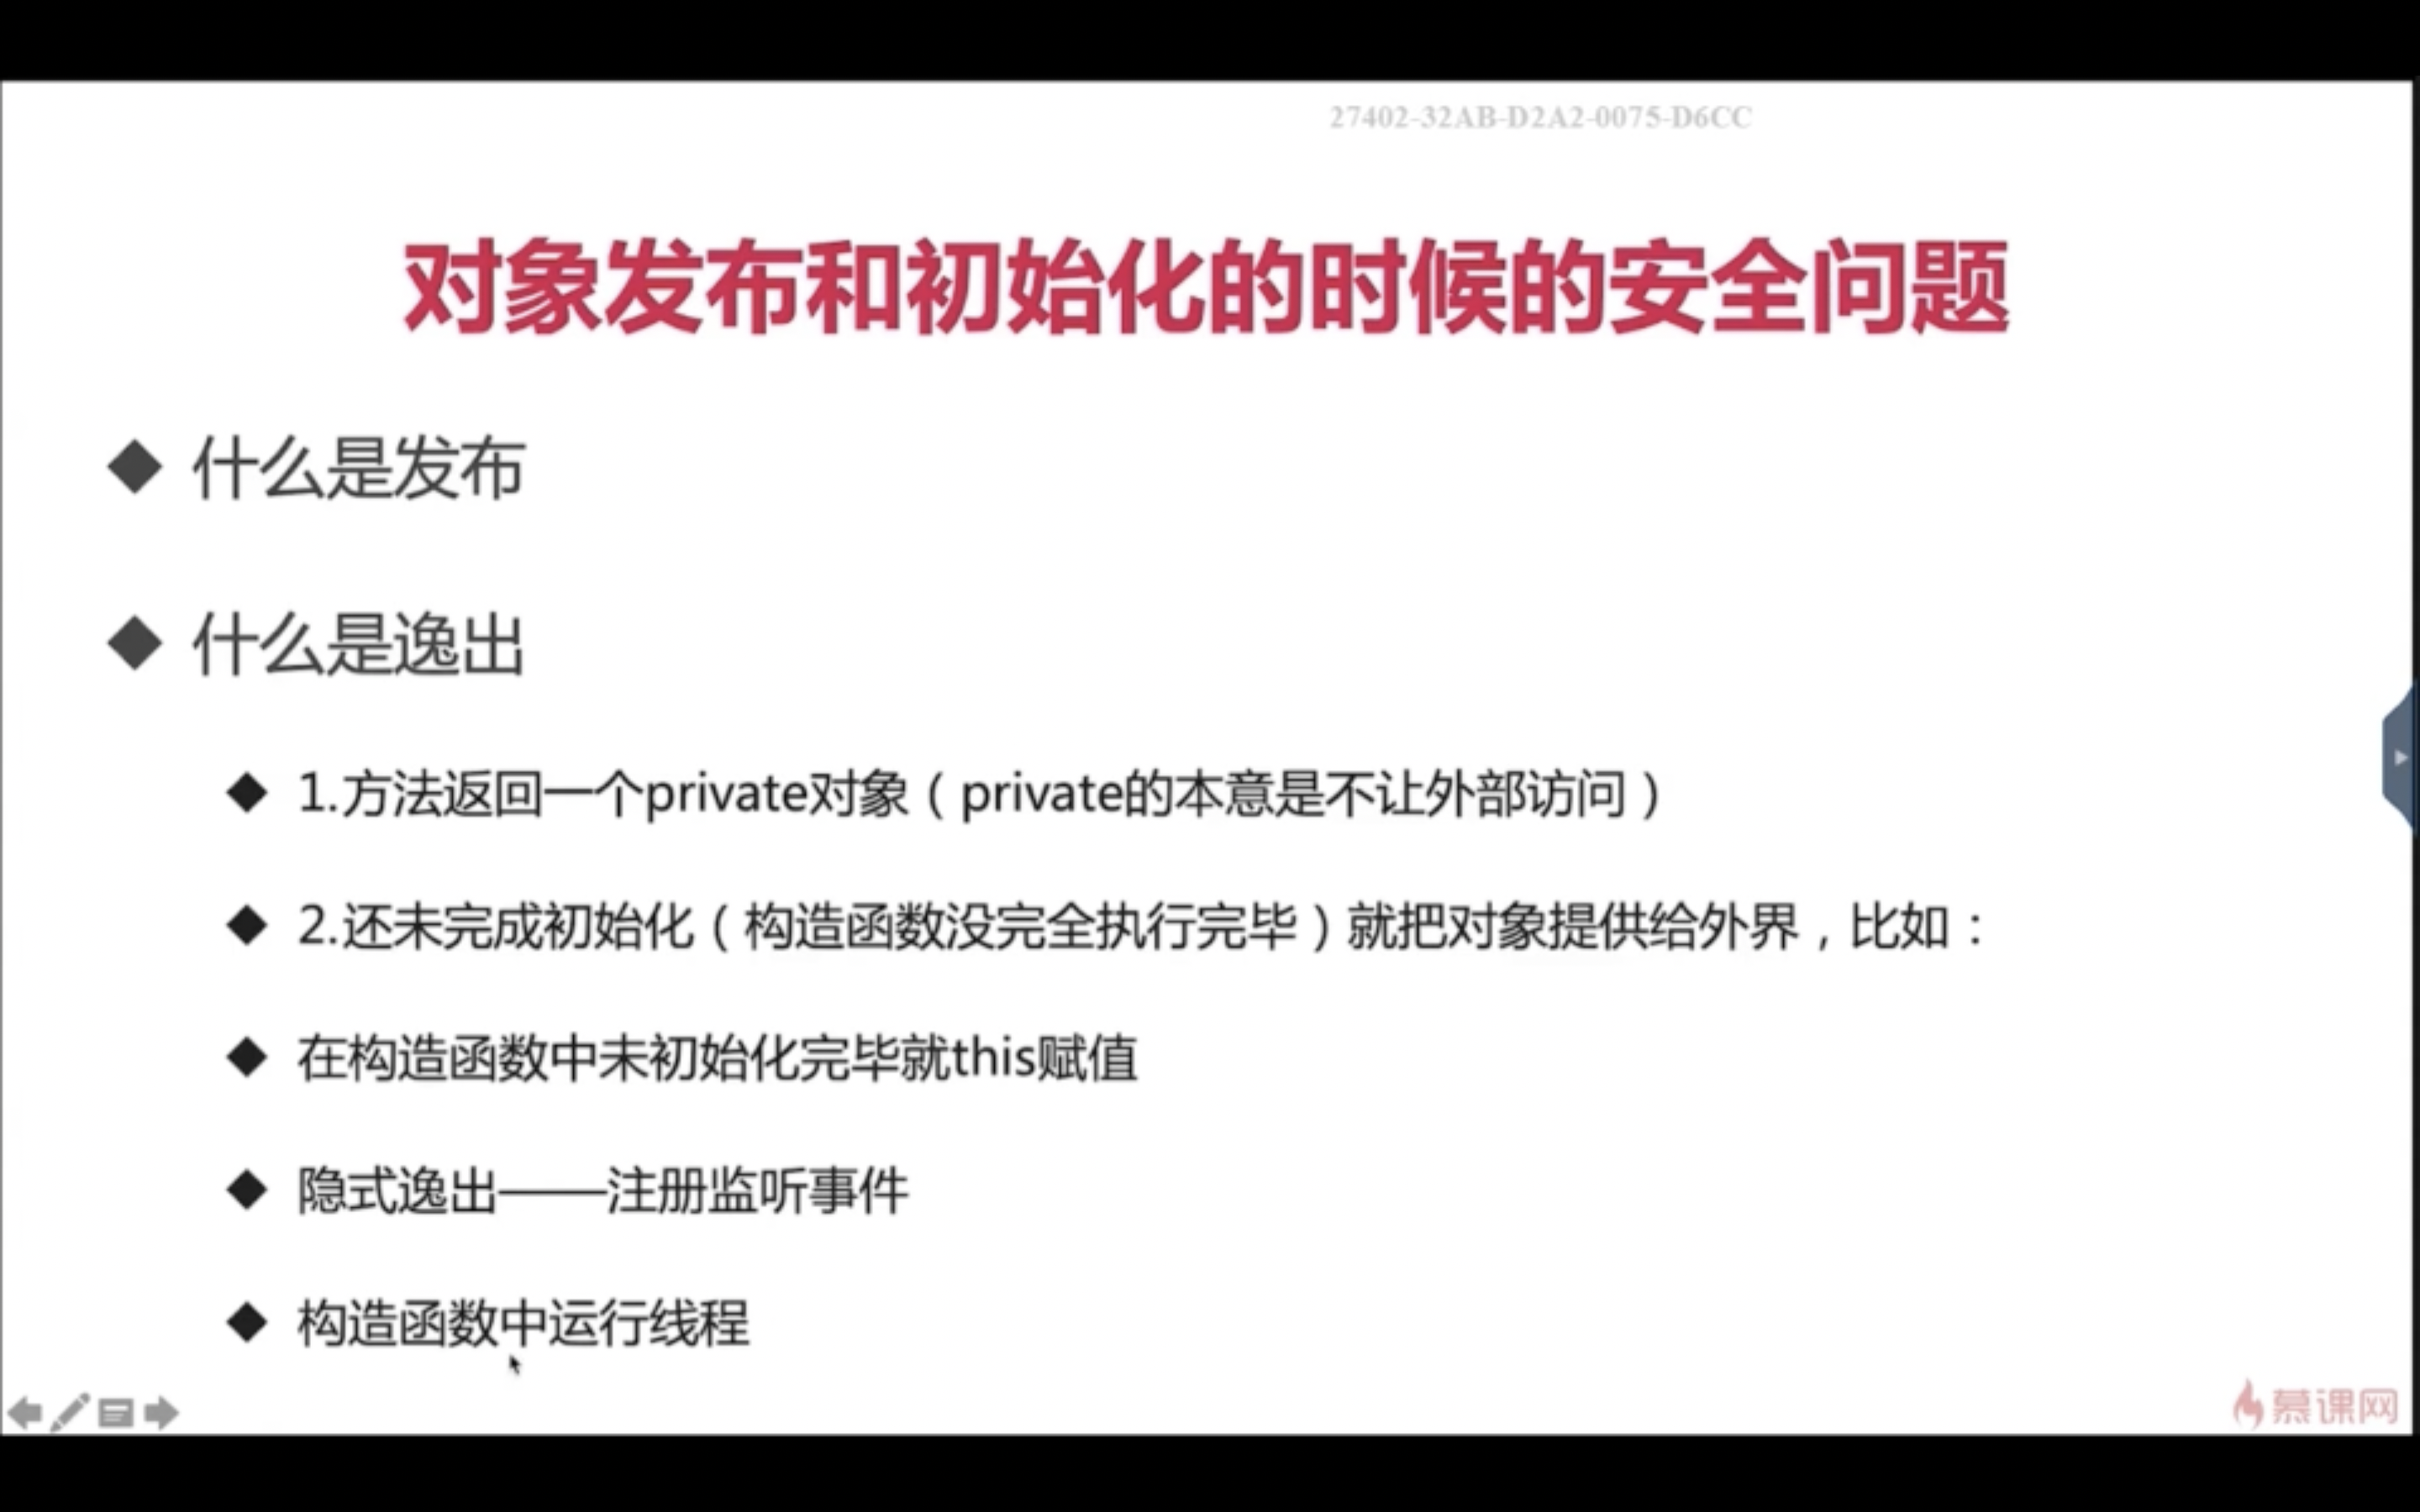 27402-32AB-D2A2-0075-D6CC
对象发布和初始化的时候的安全问题
什么是发布
什么是逸出
1.方法返回一个private对象（private的本意是不让外部访问）
2.还未完成初始化（构造函数没完全执行完毕）就把对象提供给外界，比如：
在构造函数中未初始化完毕就this赋值
隐式逸出——注册监听事件
构造函数中运行线程
慕课网